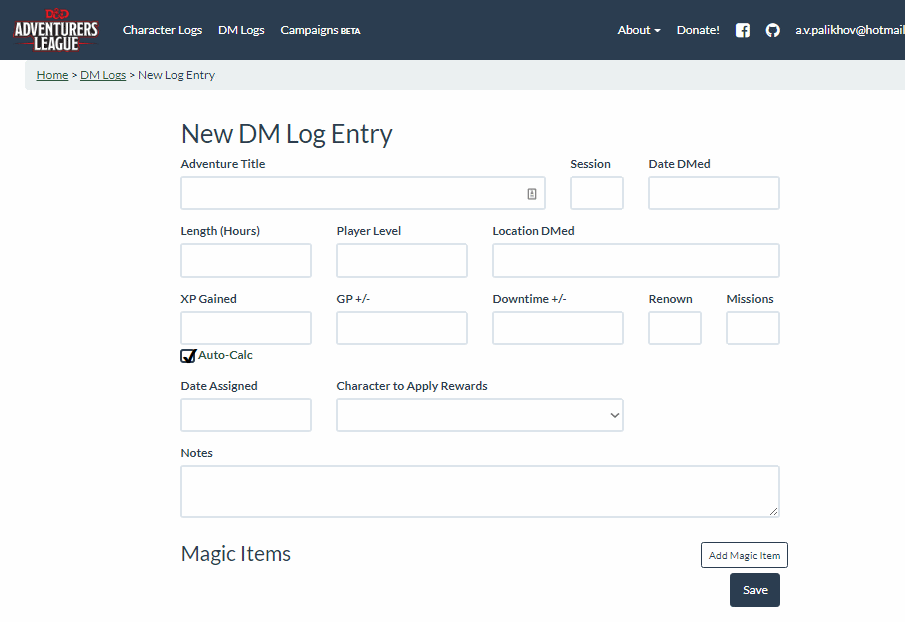 D&D
ADVENTURERS
LEAGUE
Character Logs DM Logs Campaigns BETA About Donate! a.v.palikhov@hotmail
Home > DM Logs > New Log Entry
New DM Log Entry
Adventure Title Session Date DMed
Length (Hours) Player Level Location DMed
XP Gained GP +/- Downtime +/- Renown Missions
Auto-Calc
Date Assigned Character to Apply Rewards
Notes
Magic Items Add Magic Item
Save